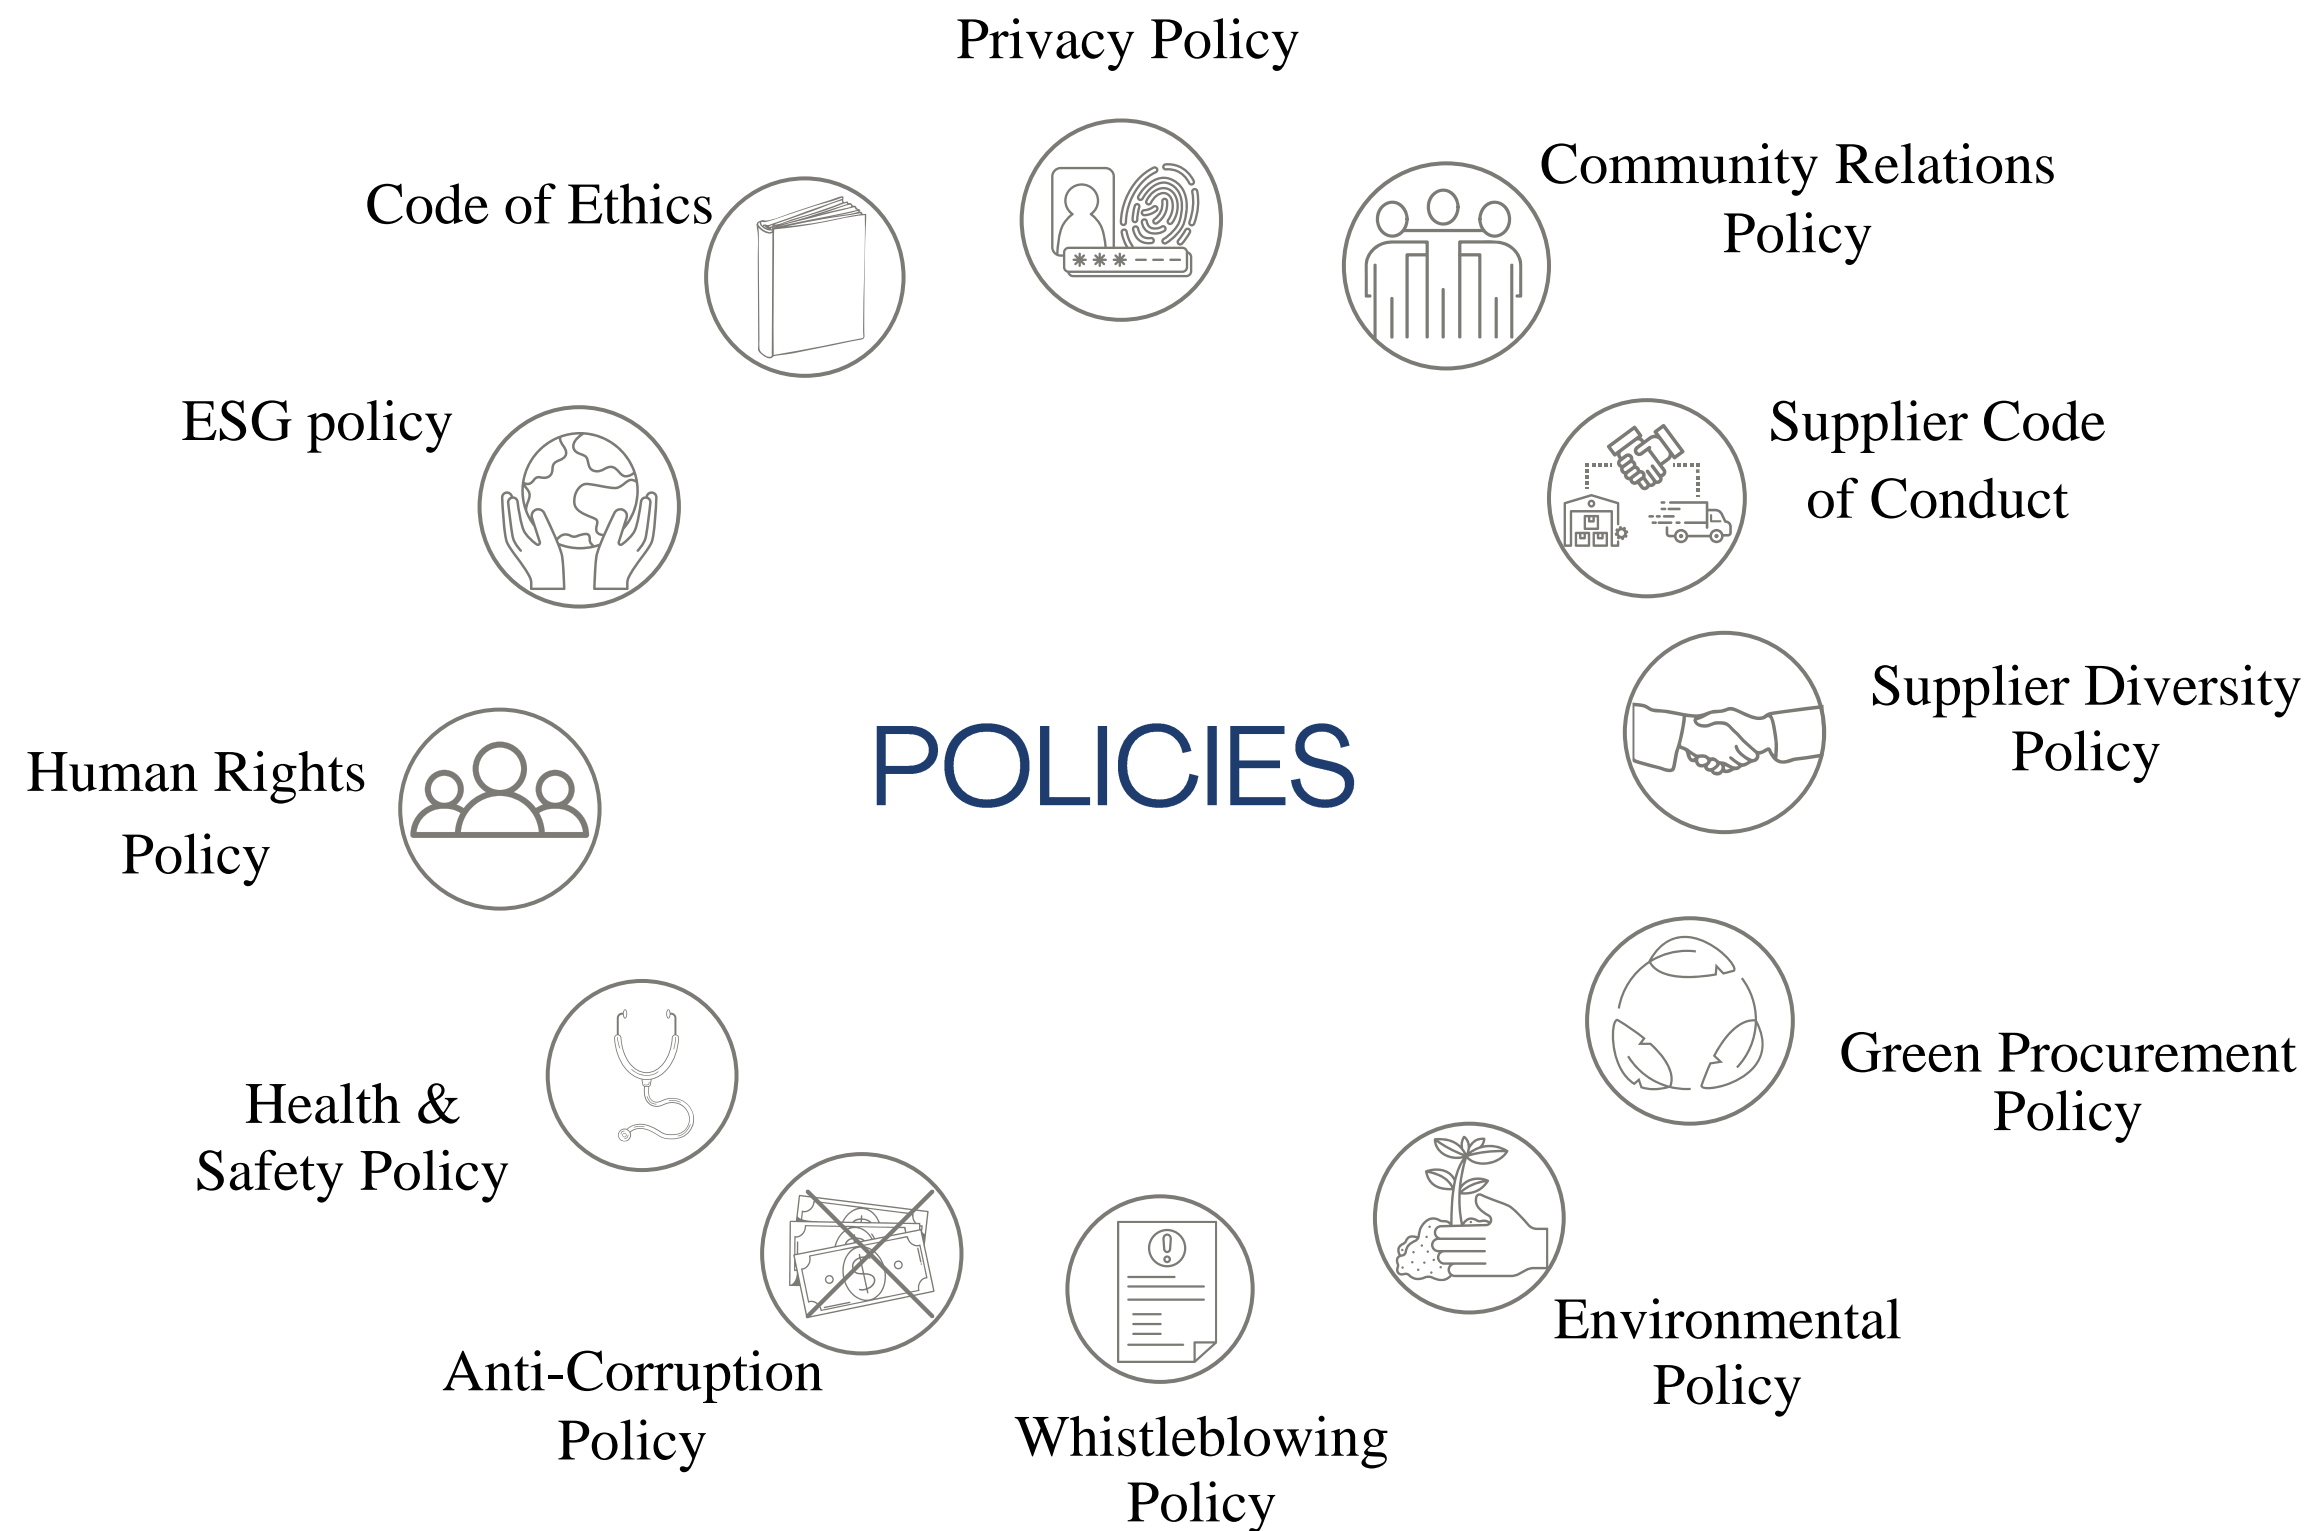 Privacy Policy
Community Relations
Policy
Code of Ethics
Supplier Code
of Conduct
ESG policy
Supplier Diversity
Policy
POLICIES
Human Rights
Policy
Green Procurement
Policy
Health &
Safety Policy
Environmental
Policy
Anti-Corruption
Policy
Whistleblowing
Policy